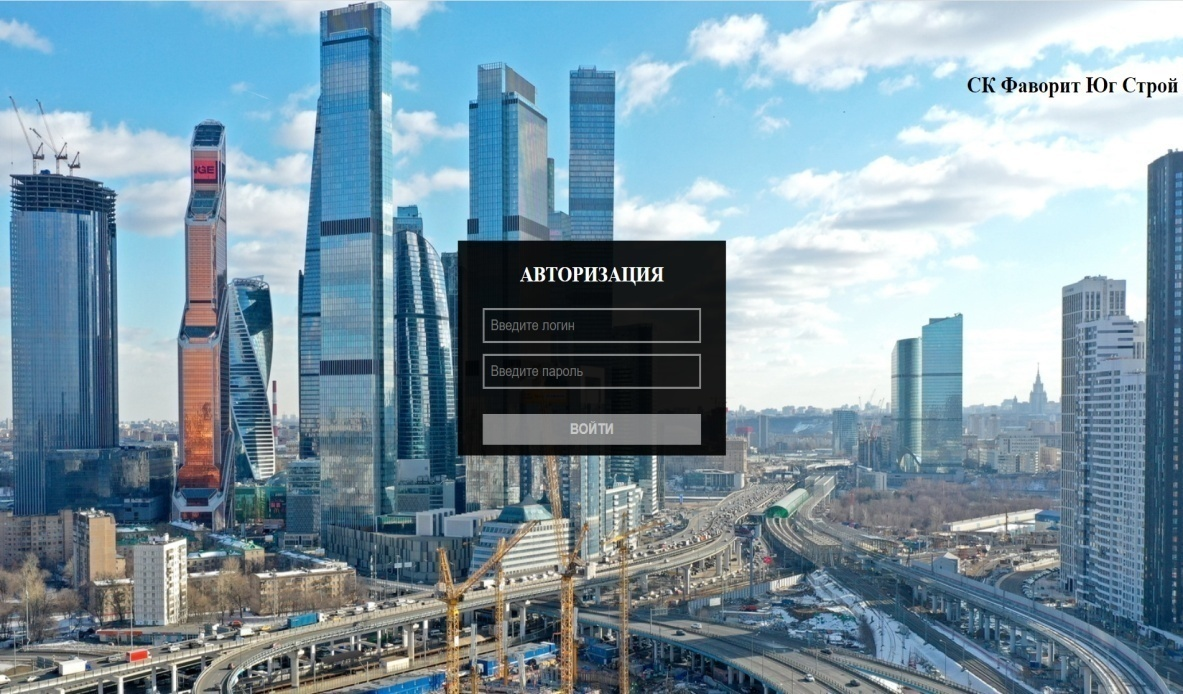 СК Фаворит Юг Строй
АВТОРИЗАЦИЯ
Введите логин
Введите пароль
ВОЙТИ